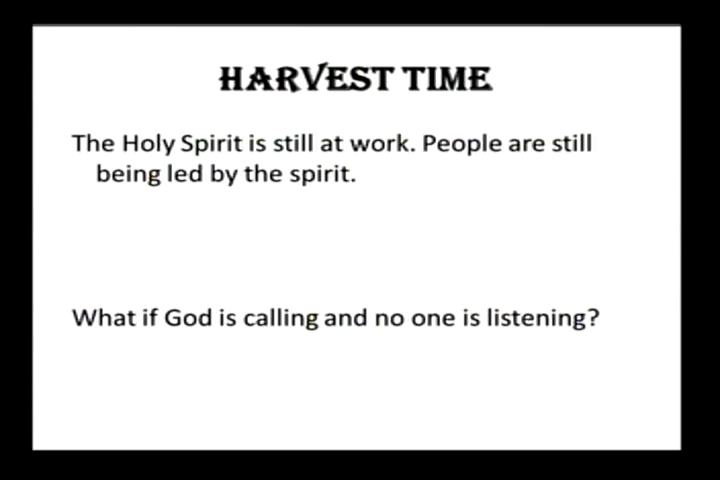 HARVEST TIME
The Holy Spirit is still at work. People are still
being led by the spirit.
What if God is calling and no one is listening?